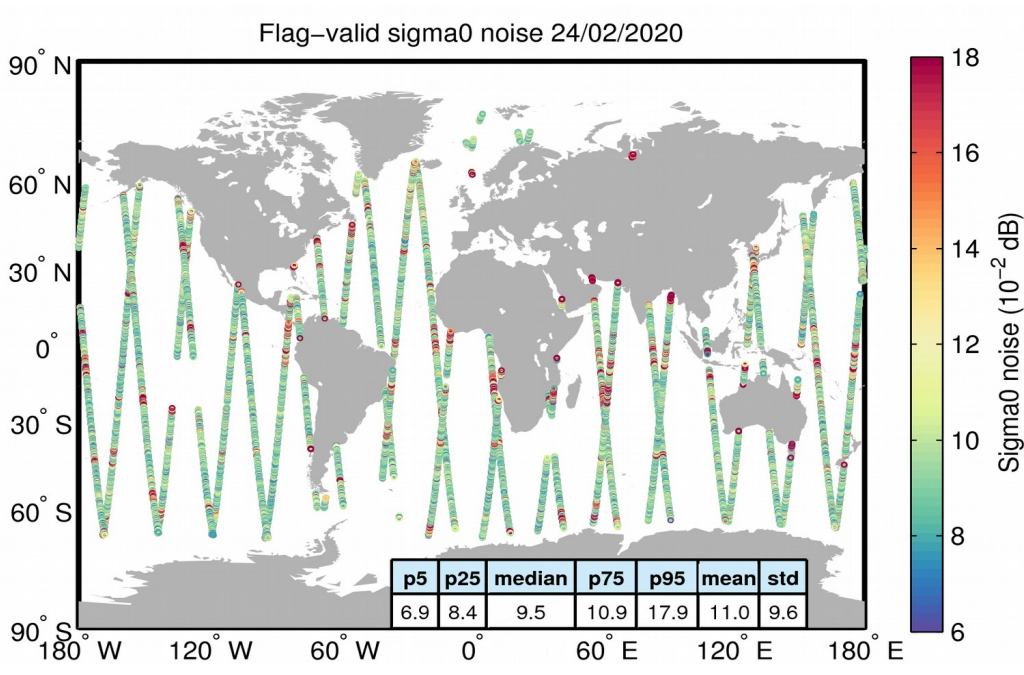 Flag−valid sigma0 noise 24/02/2020
90° N
60° N
30° N
0°
30° S
60° S
90° S
180° W
120° W
60° W
0°
60° E
120° E
180° E
p5 p25 median p75 p95 mean std
6.9 8.4 9.5 10.9 17.9 11.0 9.6
18
16
14
12
10
8
6
Sigma0 noise (10⁻² dB)